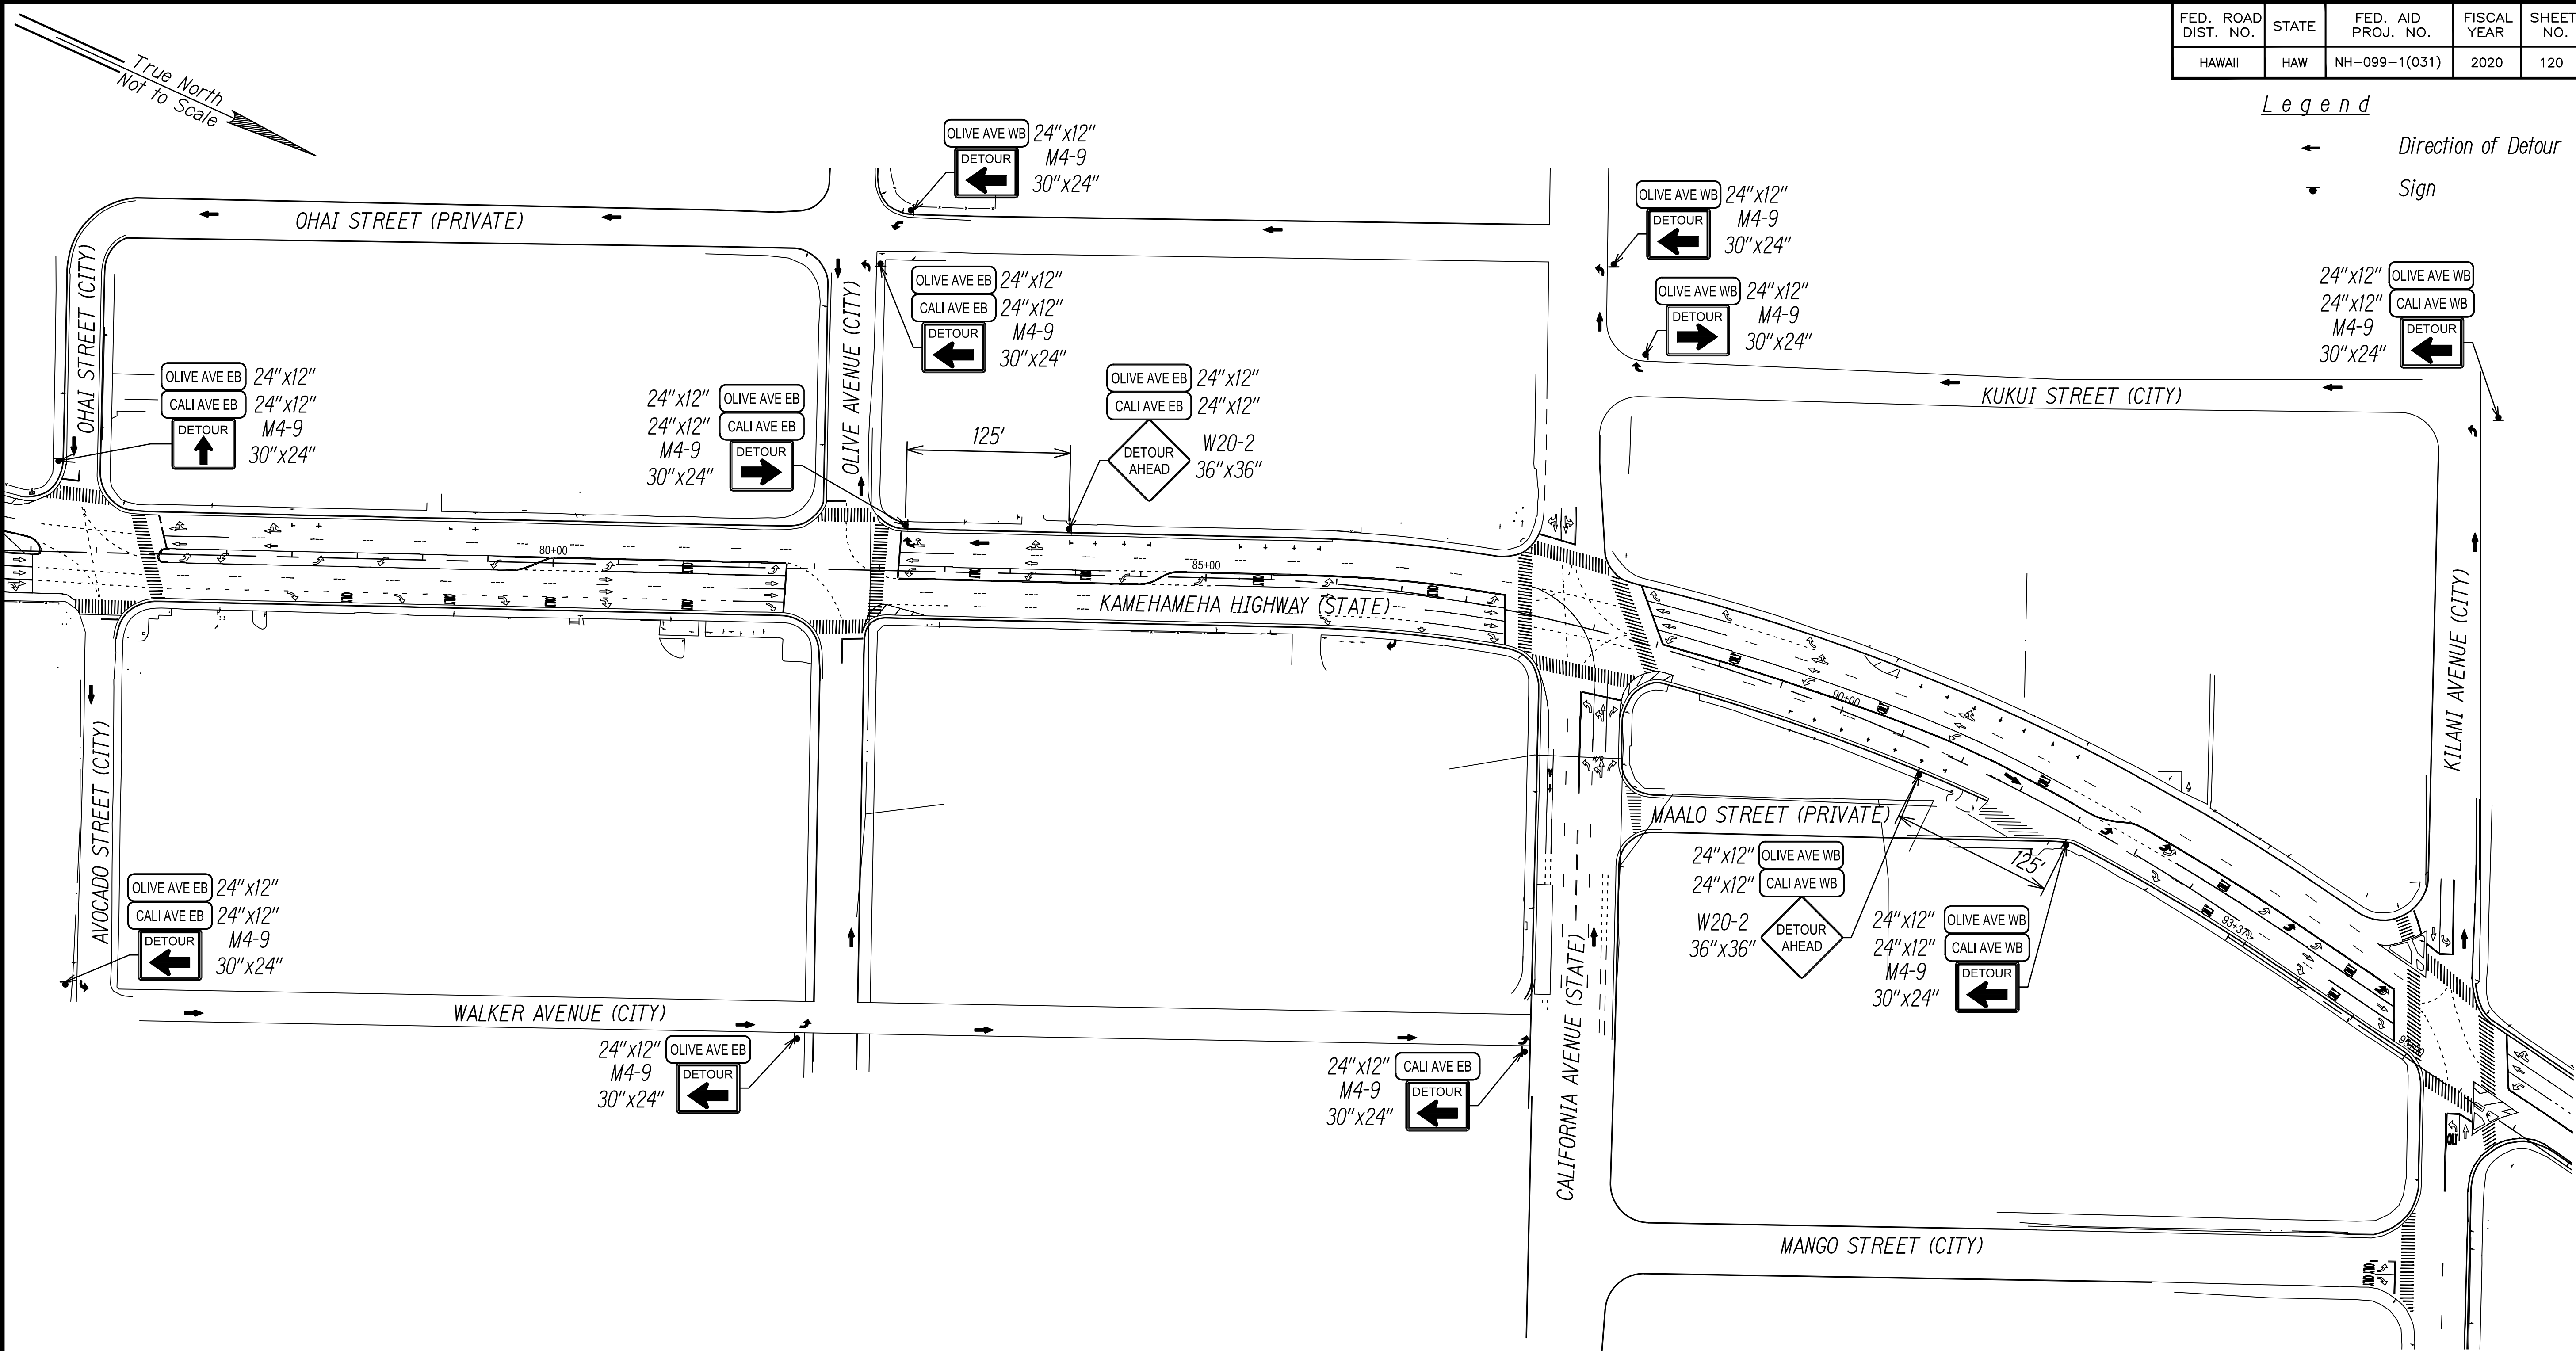 FED. ROAD DIST. NO.
STATE
FED. AID PROJ. NO.
FISCAL YEAR
SHEET NO.
HAWAII
HAW
NH-099-1(031)
2020
120
Legend
Direction of Detour
Sign
True North
Not to Scale
OLIVE AVE WB 24"x12"
DETOUR
M4-9
30"x24"
OLIVE AVE WB 24"x12"
DETOUR
M4-9
30"x24"
OHAI STREET (PRIVATE)
OHAI STREET (CITY)
OLIVE AVENUE (CITY)
OLIVE AVE EB 24"x12"
CALI AVE EB 24"x12"
DETOUR
M4-9
30"x24"
OLIVE AVE WB 24"x12"
DETOUR
M4-9
30"x24"
24"x12" OLIVE AVE WB
24"x12" CALI AVE WB
M4-9
DETOUR
30"x24"
OLIVE AVE EB 24"x12"
CALI AVE EB 24"x12"
DETOUR
M4-9
30"x24"
24"x12" OLIVE AVE EB
24"x12" CALI AVE EB
M4-9
DETOUR
30"x24"
125'
OLIVE AVE EB 24"x12"
CALI AVE EB 24"x12"
DETOUR
AHEAD
W20-2
36"x36"
KUKUI STREET (CITY)
80+00
85+00
KAMEHAMEHA HIGHWAY (STATE)
90+00
KILANI AVENUE (CITY)
MAALO STREET (PRIVATE)
125'
AVOCADO STREET (CITY)
24"x12" OLIVE AVE WB
24"x12" CALI AVE WB
W20-2
36"x36"
DETOUR
AHEAD
24"x12" OLIVE AVE WB
24"x12" CALI AVE WB
M4-9
DETOUR
30"x24"
93+37
OLIVE AVE EB 24"x12"
CALI AVE EB 24"x12"
DETOUR
M4-9
30"x24"
WALKER AVENUE (CITY)
24"x12" OLIVE AVE EB
M4-9
DETOUR
30"x24"
24"x12" CALI AVE EB
M4-9
DETOUR
30"x24"
CALIFORNIA AVENUE (STATE)
ONLY
MANGO STREET (CITY)
ONLY ONLY